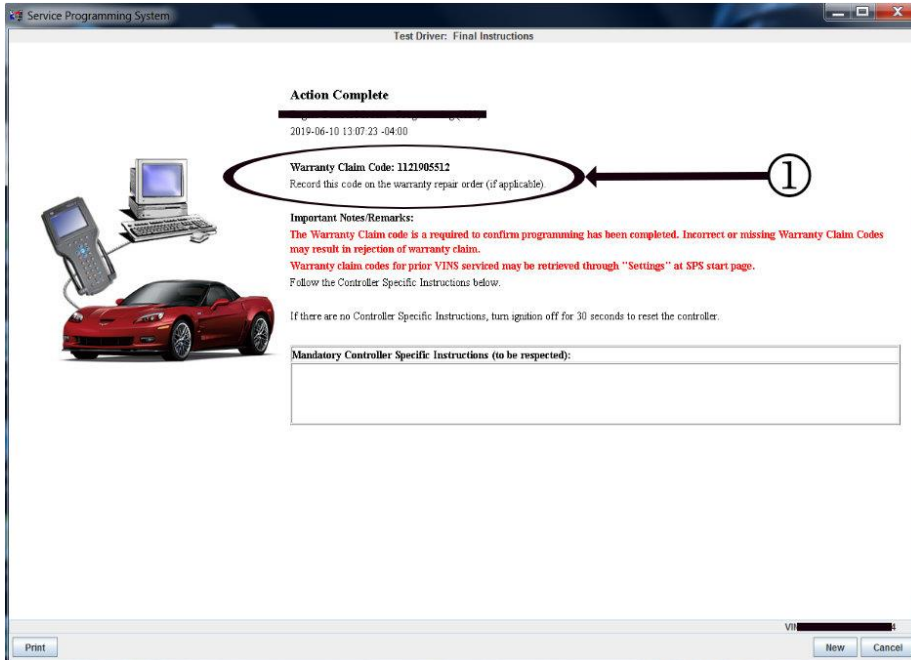 Service Programming System
Test Driver: Final Instructions
Action Complete
2019-06-10 13:07:23 -04:00
Warranty Claim Code: 1121905512
Record this code on the warranty repair order (if applicable).
1
Important Notes/Remarks:
The Warranty Claim code is a required to confirm programming has been completed. Incorrect or missing Warranty Claim Codes
may result in rejection of warranty claim.
Warranty claim codes for prior VINS serviced may be retrieved through "Settings" at SPS start page.
Follow the Controller Specific Instructions below.
If there are no Controller Specific Instructions, turn ignition off for 30 seconds to reset the controller.
Mandatory Controller Specific Instructions (to be respected):
4
Print
New
Cancel